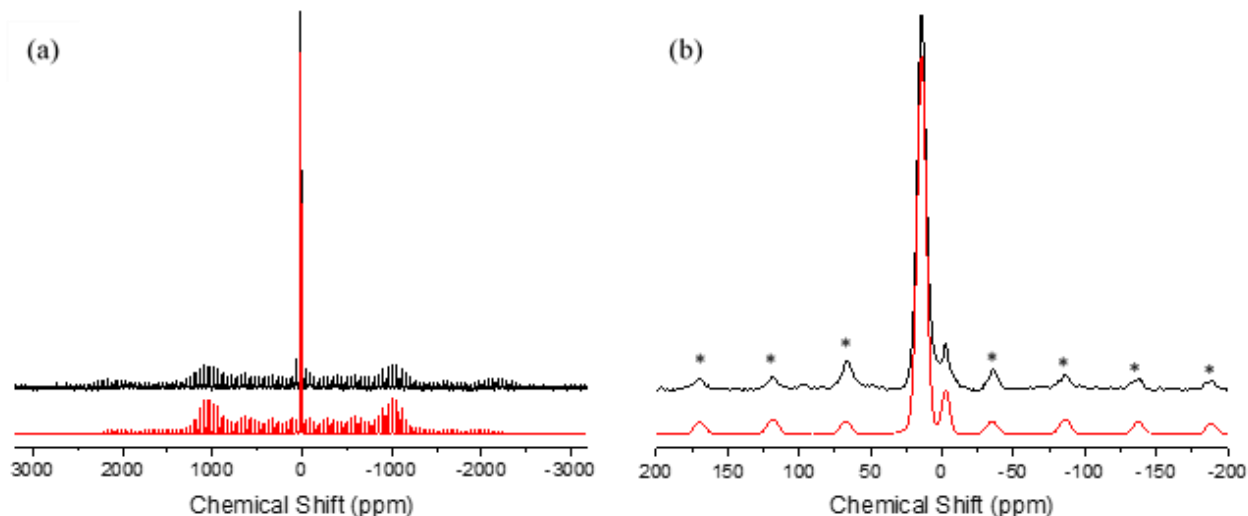 (a)
3000 2000 1000 0 -1000 -2000 -3000
Chemical Shift (ppm)
(b)
* * * * * * *
200 150 100 50 0 -50 -100 -150 -200
Chemical Shift (ppm)